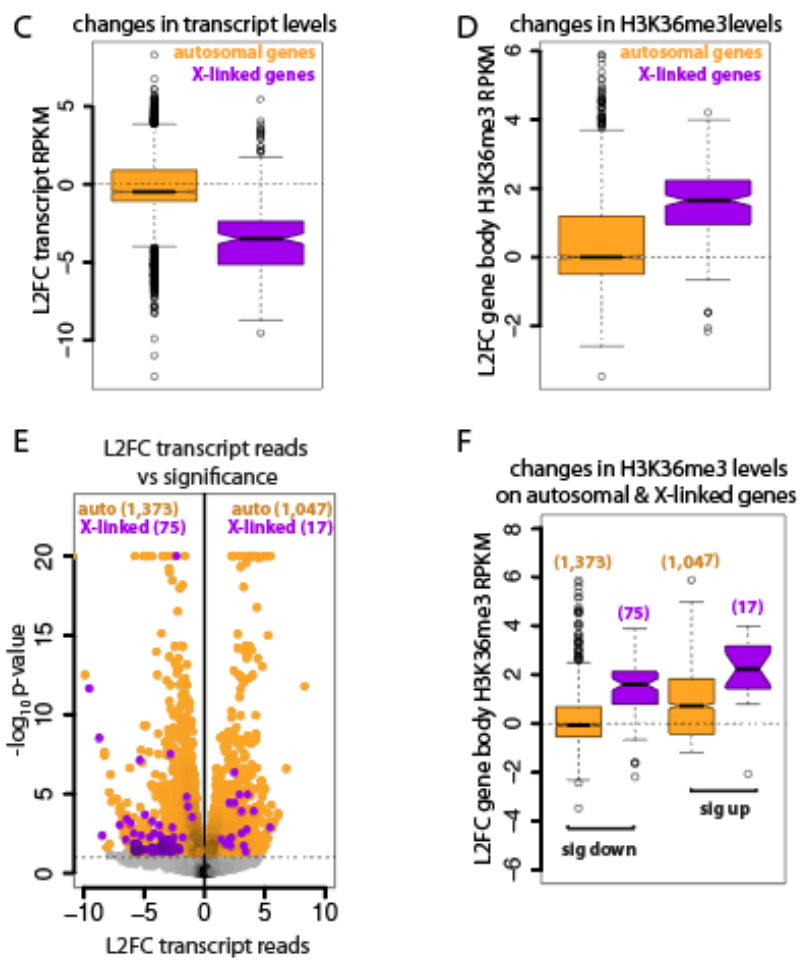 C
changes in transcript levels
autosomal genes
X-linked genes
L2FC transcript RPKM
5
0
−5
−10
D
changes in H3K36me3levels
autosomal genes
X-linked genes
L2FC gene body H3K36me3 RPKM
6
4
2
0
−2
E
L2FC transcript reads
vs significance
auto (1,373)
X-linked (75)
auto (1,047)
X-linked (17)
-log10 p-value
20
15
10
5
0
−10
−5
0
5
10
L2FC transcript reads
F
changes in H3K36me3 levels
on autosomal & X-linked genes
L2FC gene body H3K36me3 RPKM
8
6
4
2
0
−2
−4
−6
(1,373)
(75)
(1,047)
(17)
sig down
sig up